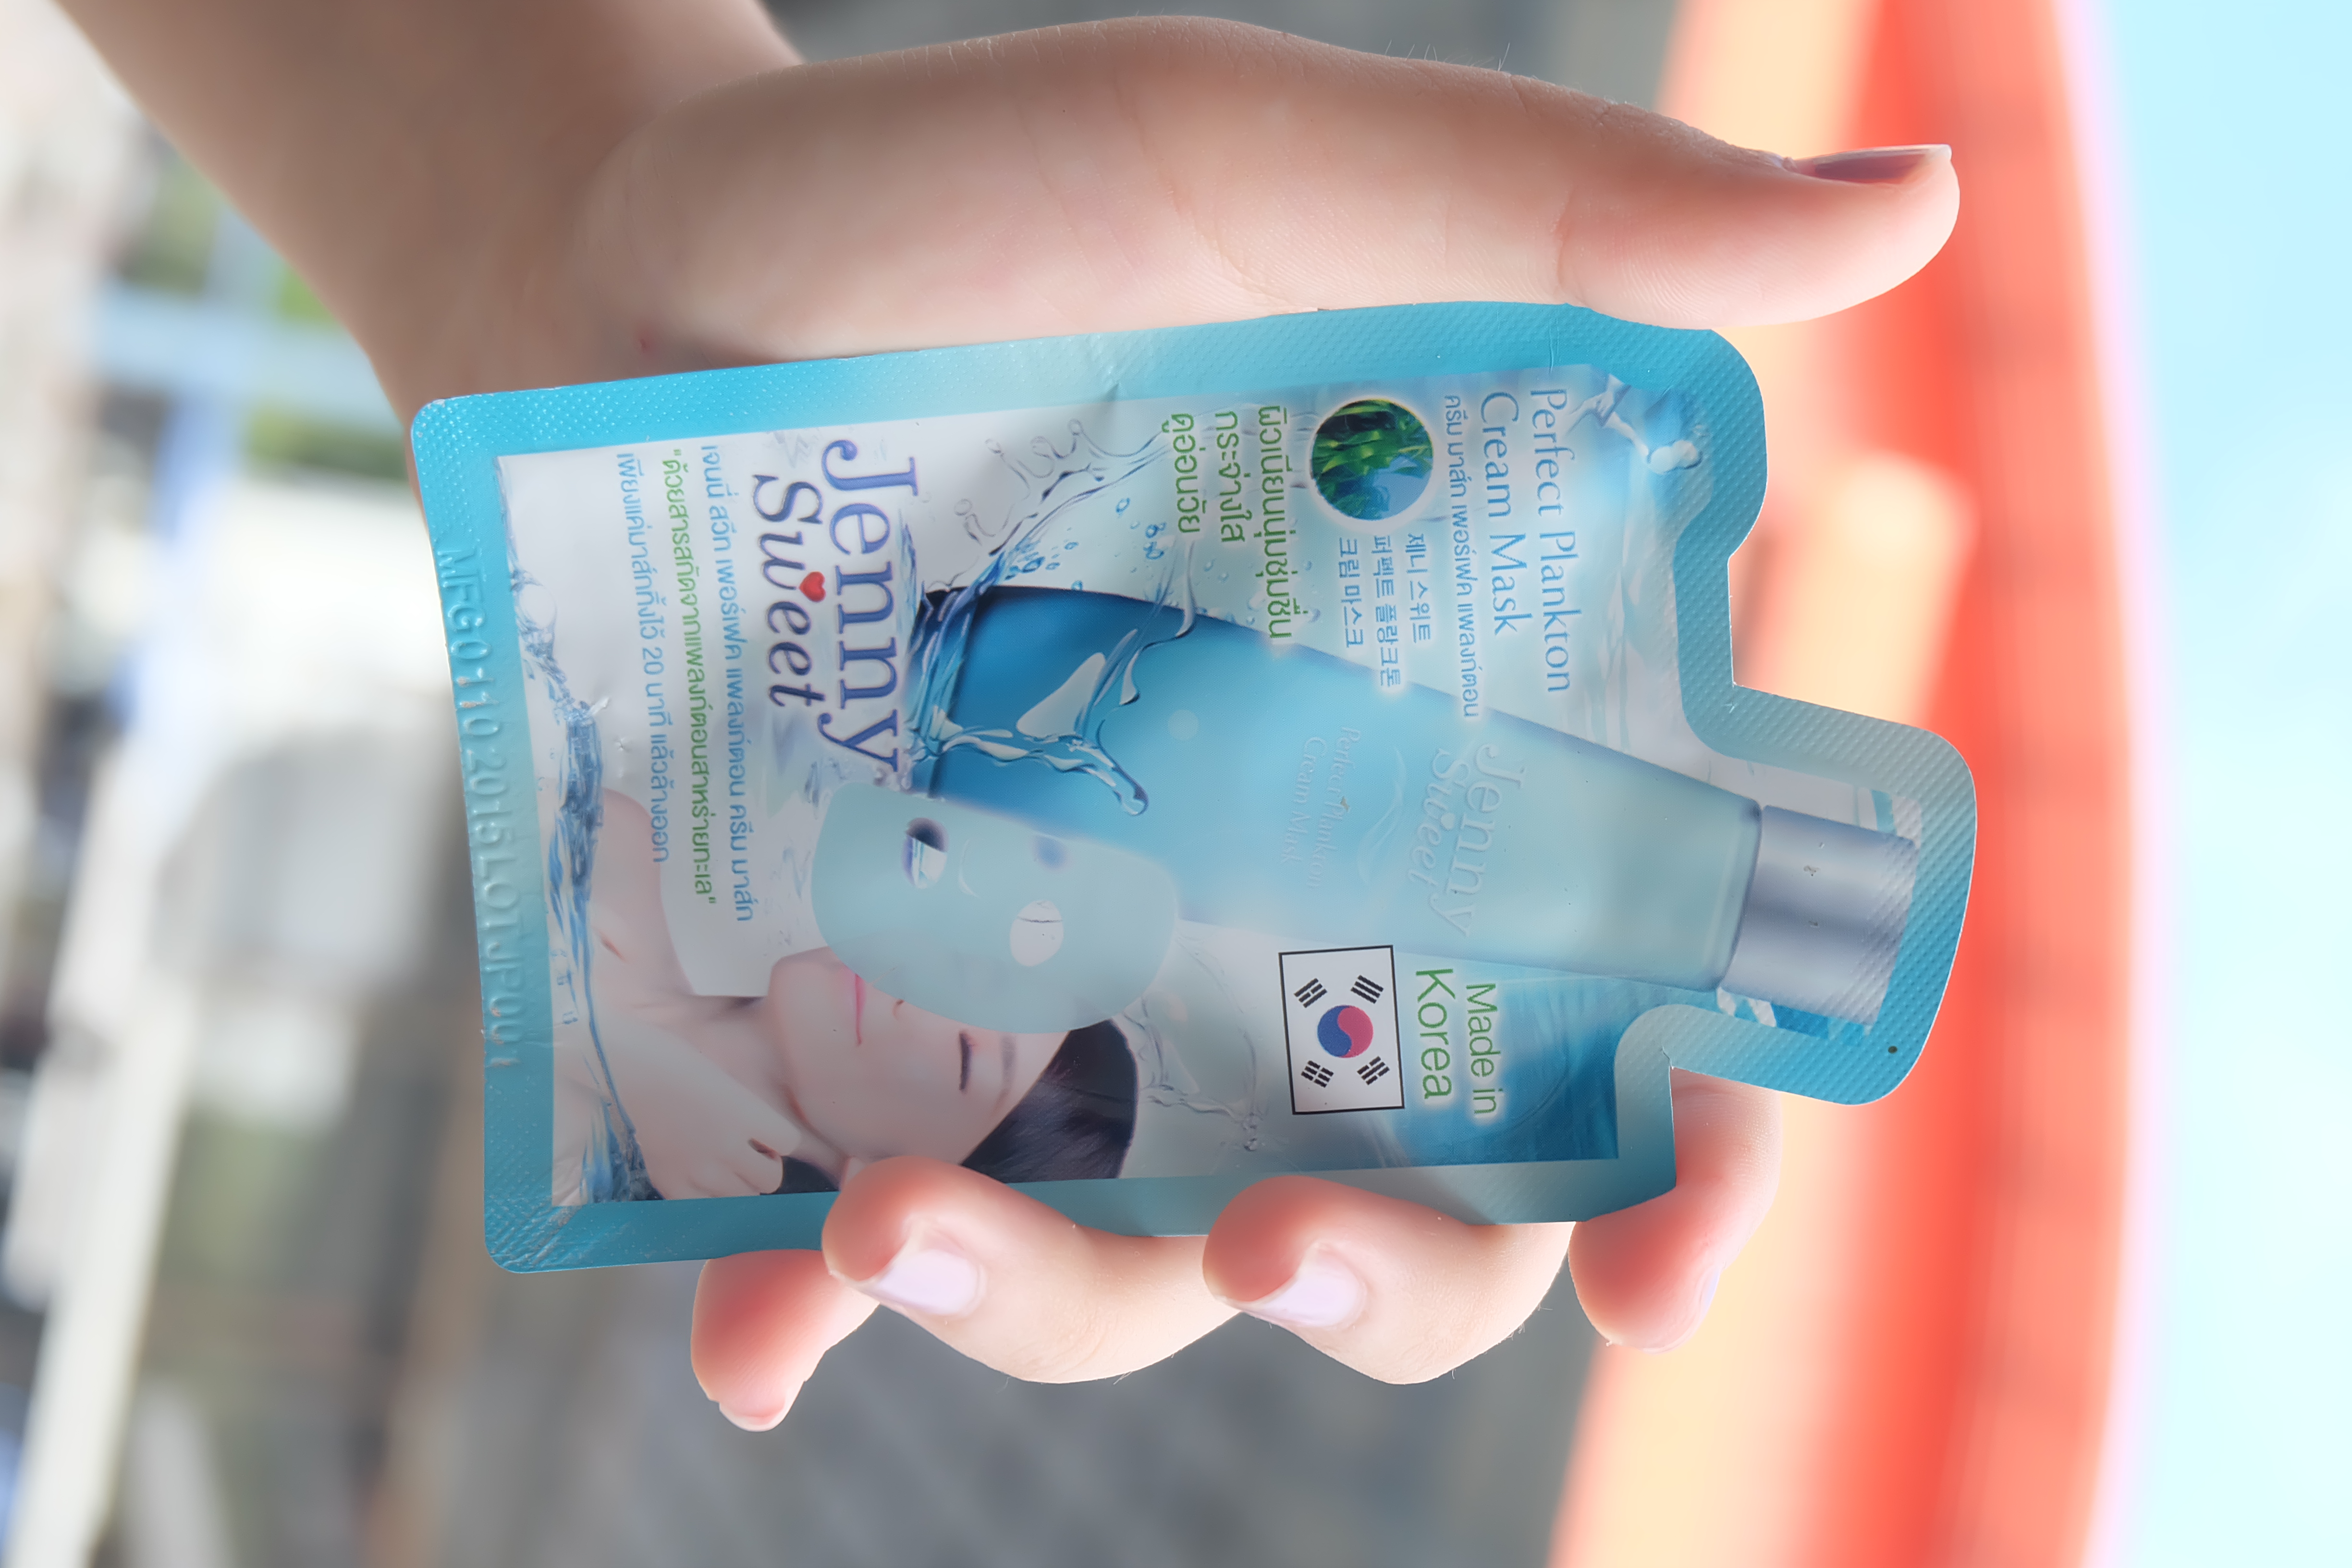 Perfect Plankton
Cream Mask
ครีม มาส์ก เพอร์เฟค แพลงก์ตอน
제니 스위트
퍼펙트 플랑크톤
크림 마스크
ผิวเนียนนุ่มชุ่มชื่น
กระจ่างใส
ดูอ่อนวัย
Jenny
Sweet
Perfect Plankton
Cream Mask
Made in
Korea
Jenny
Sweet
เจนนี่ สวีท เพอร์เฟค แพลงก์ตอน ครีม มาส์ก
"ด้วยสารสกัดจากแพลงก์ตอนสาหร่ายทะเล"
เพียงแค่มาส์กทิ้งไว้ 20 นาที แล้วล้างออก
MFG 0110 2015 LOT JP001